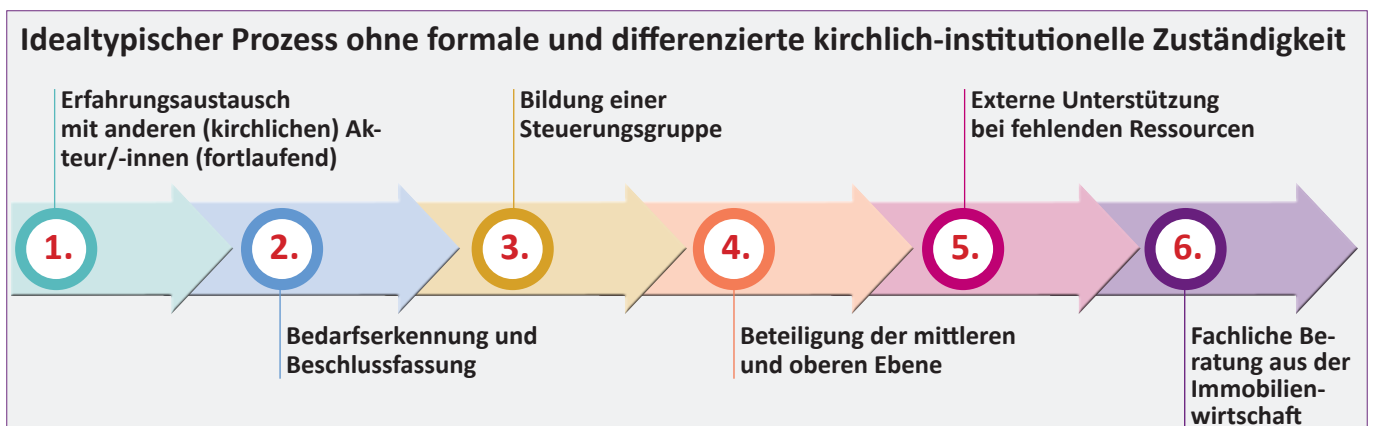 Idealtypischer Prozess ohne formale und differenzierte kirchlich-institutionelle Zuständigkeit
Erfahrungsaustausch
mit anderen (kirchlichen) Ak-
teur/-innen (fortlaufend)
Bildung einer
Steuerungsgruppe
Externe Unterstützung
bei fehlenden Ressourcen
1.
2.
3.
4.
5.
6.
Bedarfserkennung und
Beschlussfassung
Beteiligung der mittleren
und oberen Ebene
Fachliche Be-
ratung aus der
Immobilien-
wirtschaft